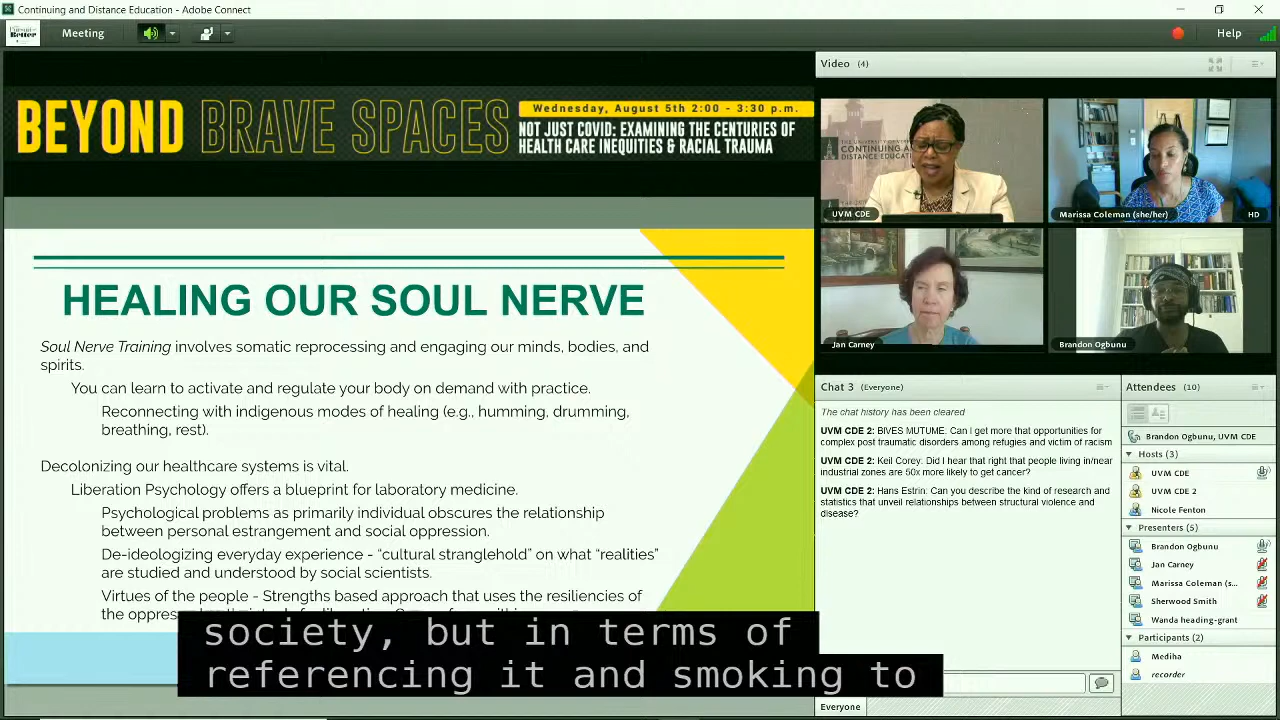 Continuing and Distance Education - Adobe Connect
Meeting
Help
BEYOND BRAVE SPACES
Wednesday, August 5th 2:00 - 3:30 p.m.
NOT JUST COVID: EXAMINING THE CENTURIES OF
HEALTH CARE INEQUITIES & RACIAL TRAUMA
HEALING OUR SOUL NERVE
Soul Nerve Training involves somatic reprocessing and engaging our minds, bodies, and
spirits.
You can learn to activate and regulate your body on demand with practice.
Reconnecting with indigenous modes of healing (e.g., humming, drumming,
breathing, rest).
Decolonizing our healthcare systems is vital.
Liberation Psychology offers a blueprint for laboratory medicine.
Psychological problems as primarily individual obscures the relationship
between personal estrangement and social oppression.
De-ideologizing everyday experience - “cultural stranglehold” on what “realities”
are studied and understood by social scientists.
Virtues of the people - Strengths based approach that uses the resiliencies of
the
society, but in terms of
referencing it and smoking to
Video (4)
THE UNIVERSITY
CONTINUING
DISTANCE EDUCATION
UVM CDE
Marissa Coleman (she/her)
HD
Jan Carney
Brandon Ogbunu
Chat 3 (Everyone)
The chat history has been cleared
UVM CDE 2: BIVES MUTUME: Can I get more that opportunities for
complex post traumatic disorders among refugies and victim of racism
UVM CDE 2: Keil Corey: Did I hear that right that people living in/near
industrial zones are 50x more likely to get cancer?
UVM CDE 2: Hans Estrin: Can you describe the kind of research and
statistics that unveil relationships between structural violence and
disease?
Everyone
Attendees (10)
Brandon Ogbunu, UVM CDE
Hosts (3)
UVM CDE
UVM CDE 2
Nicole Fenton
Presenters (5)
Brandon Ogbunu
Jan Carney
Marissa Coleman (s...
Sherwood Smith
Wanda heading-grant
Participants (2)
Mediha
recorder